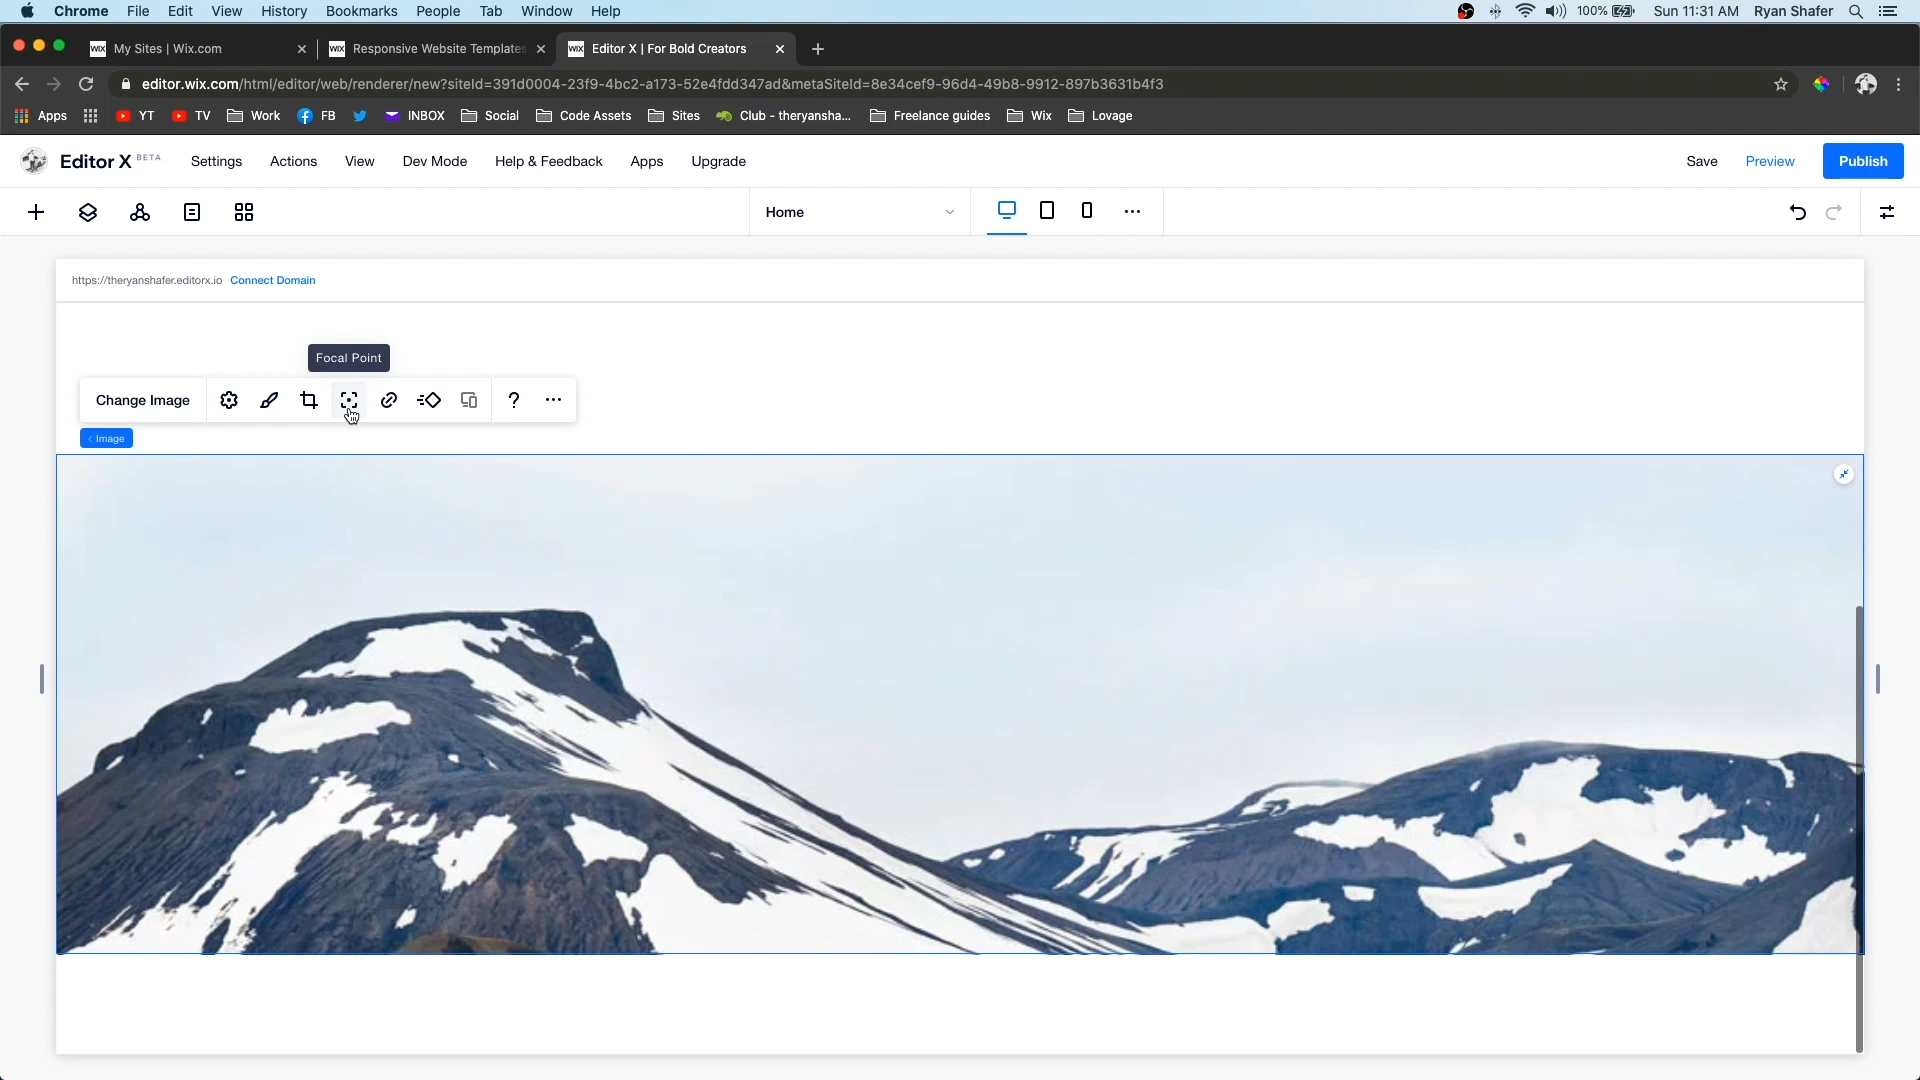 Chrome File Edit View History Bookmarks People Tab Window Help
100% Sun 11:31 AM Ryan Shafer
WIX My Sites | Wix.com
WIX Responsive Website Templates
WIX Editor X | For Bold Creators
editor.wix.com/html/editor/web/renderer/new?siteId=391d0004-23f9-4bc2-a173-52e4fdd347ad&metaSiteId=8e34cef9-96d4-49b8-9912-897b3631b4f3
Apps YT TV Work FB INBOX Social Code Assets Sites Club - theryansha... Freelance guides Wix Lovage
Editor X BETA Settings Actions View Dev Mode Help & Feedback Apps Upgrade Save Preview Publish
Home
https://theryanshafer.editorx.io Connect Domain
Focal Point
Change Image
< Image